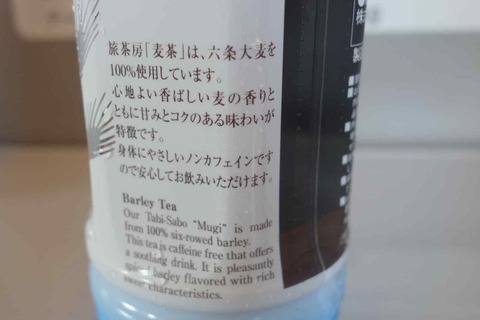 旅茶房「麦茶」は、六条大麦を
100%使用しています。
心地よい香ばしい麦の香りと
ともに甘みとコクのある味わいが
特徴です。
身体にやさしいノンカフェインです
ので安心してお飲みいただけます。
Barley Tea
Our Tabi-Sabo "Mugi" is made
from 100% six-rowed barley.
This tea is caffeine free that offers
a soothing drink. It is pleasantly
barley flavored with rich
sweet characteristics.